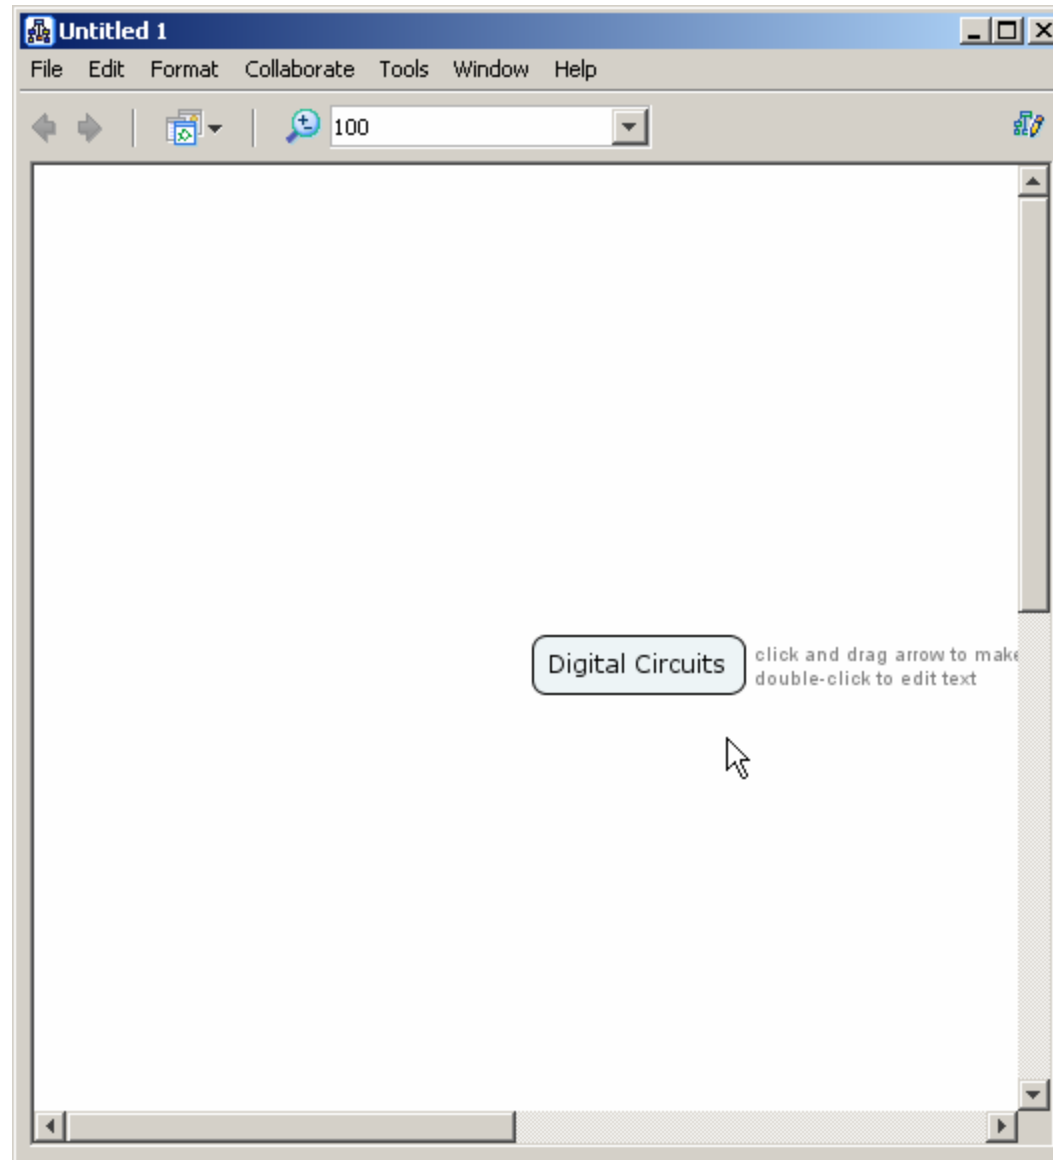 Untitled 1
File Edit Format Collaborate Tools Window Help
100
Digital Circuits
click and drag arrow to make
double-click to edit text